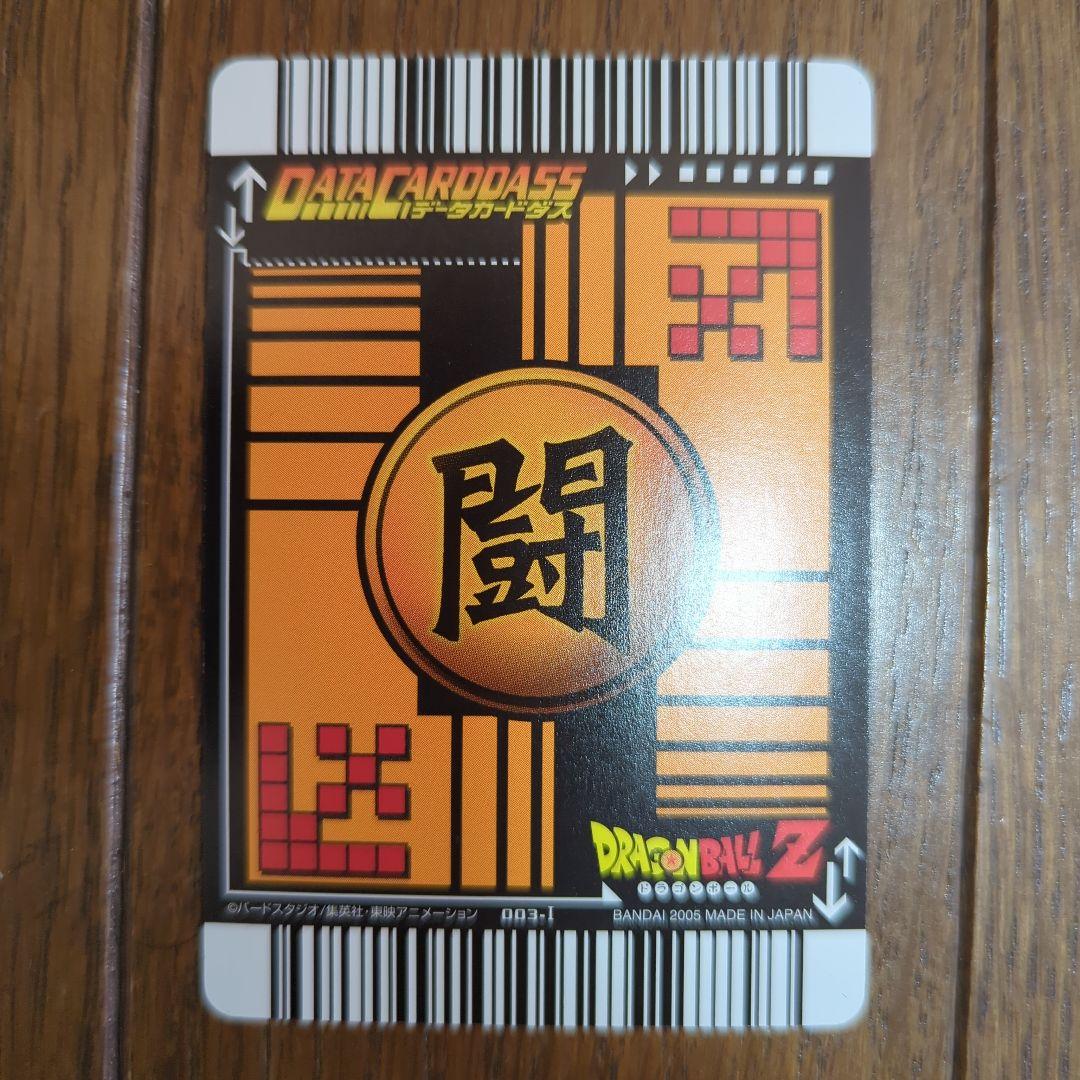 DATA CARDDASS
データカードダス
闘
DRAGONBALL Z
ドラゴンボール
©バードスタジオ/集英社・東映アニメーション 003-I BANDAI 2005 MADE IN JAPAN